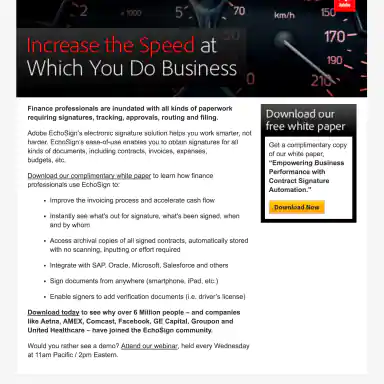 Adobe
2
1000
5
70
7
km/h
150
170-
190-
210
Increase the Speed at
Which You Do Business
Finance professionals are inundated with all kinds of paperwork
requiring signatures, tracking, approvals, routing and filing.
Adobe EchoSign's electronic signature solution helps you work smarter, not
harder. EchoSign's ease-of-use enables you to obtain signatures for all
kinds of documents, including contracts, invoices, expenses,
budgets, etc.
Download our complimentary white paper to learn how finance
professionals use EchoSign to:
• Improve the invoicing process and accelerate cash flow
• Instantly see what's out for signature, what's been signed, when
and by whom
• Access archival copies of all signed contracts, automatically stored
with no scanning, inputting or effort required
• Integrate with SAP, Oracle, Microsoft, Salesforce and others
• Sign documents from anywhere (smartphone, iPad, etc.)
• Enable signers to add verification documents (i.e. driver's license)
Download today to see why over 6 Million people – and companies
like Aetna, AMEX, Comcast, Facebook, GE Capital, Groupon and
United Healthcare – have joined the EchoSign community.
Would you rather see a demo? Attend our webinar, held every Wednesday
at 11am Pacific / 2pm Eastern.
Download our
free white paper
Get a complimentary copy
of our white paper,
"Empowering Business
Performance with
Contract Signature
Automation."
Download Now